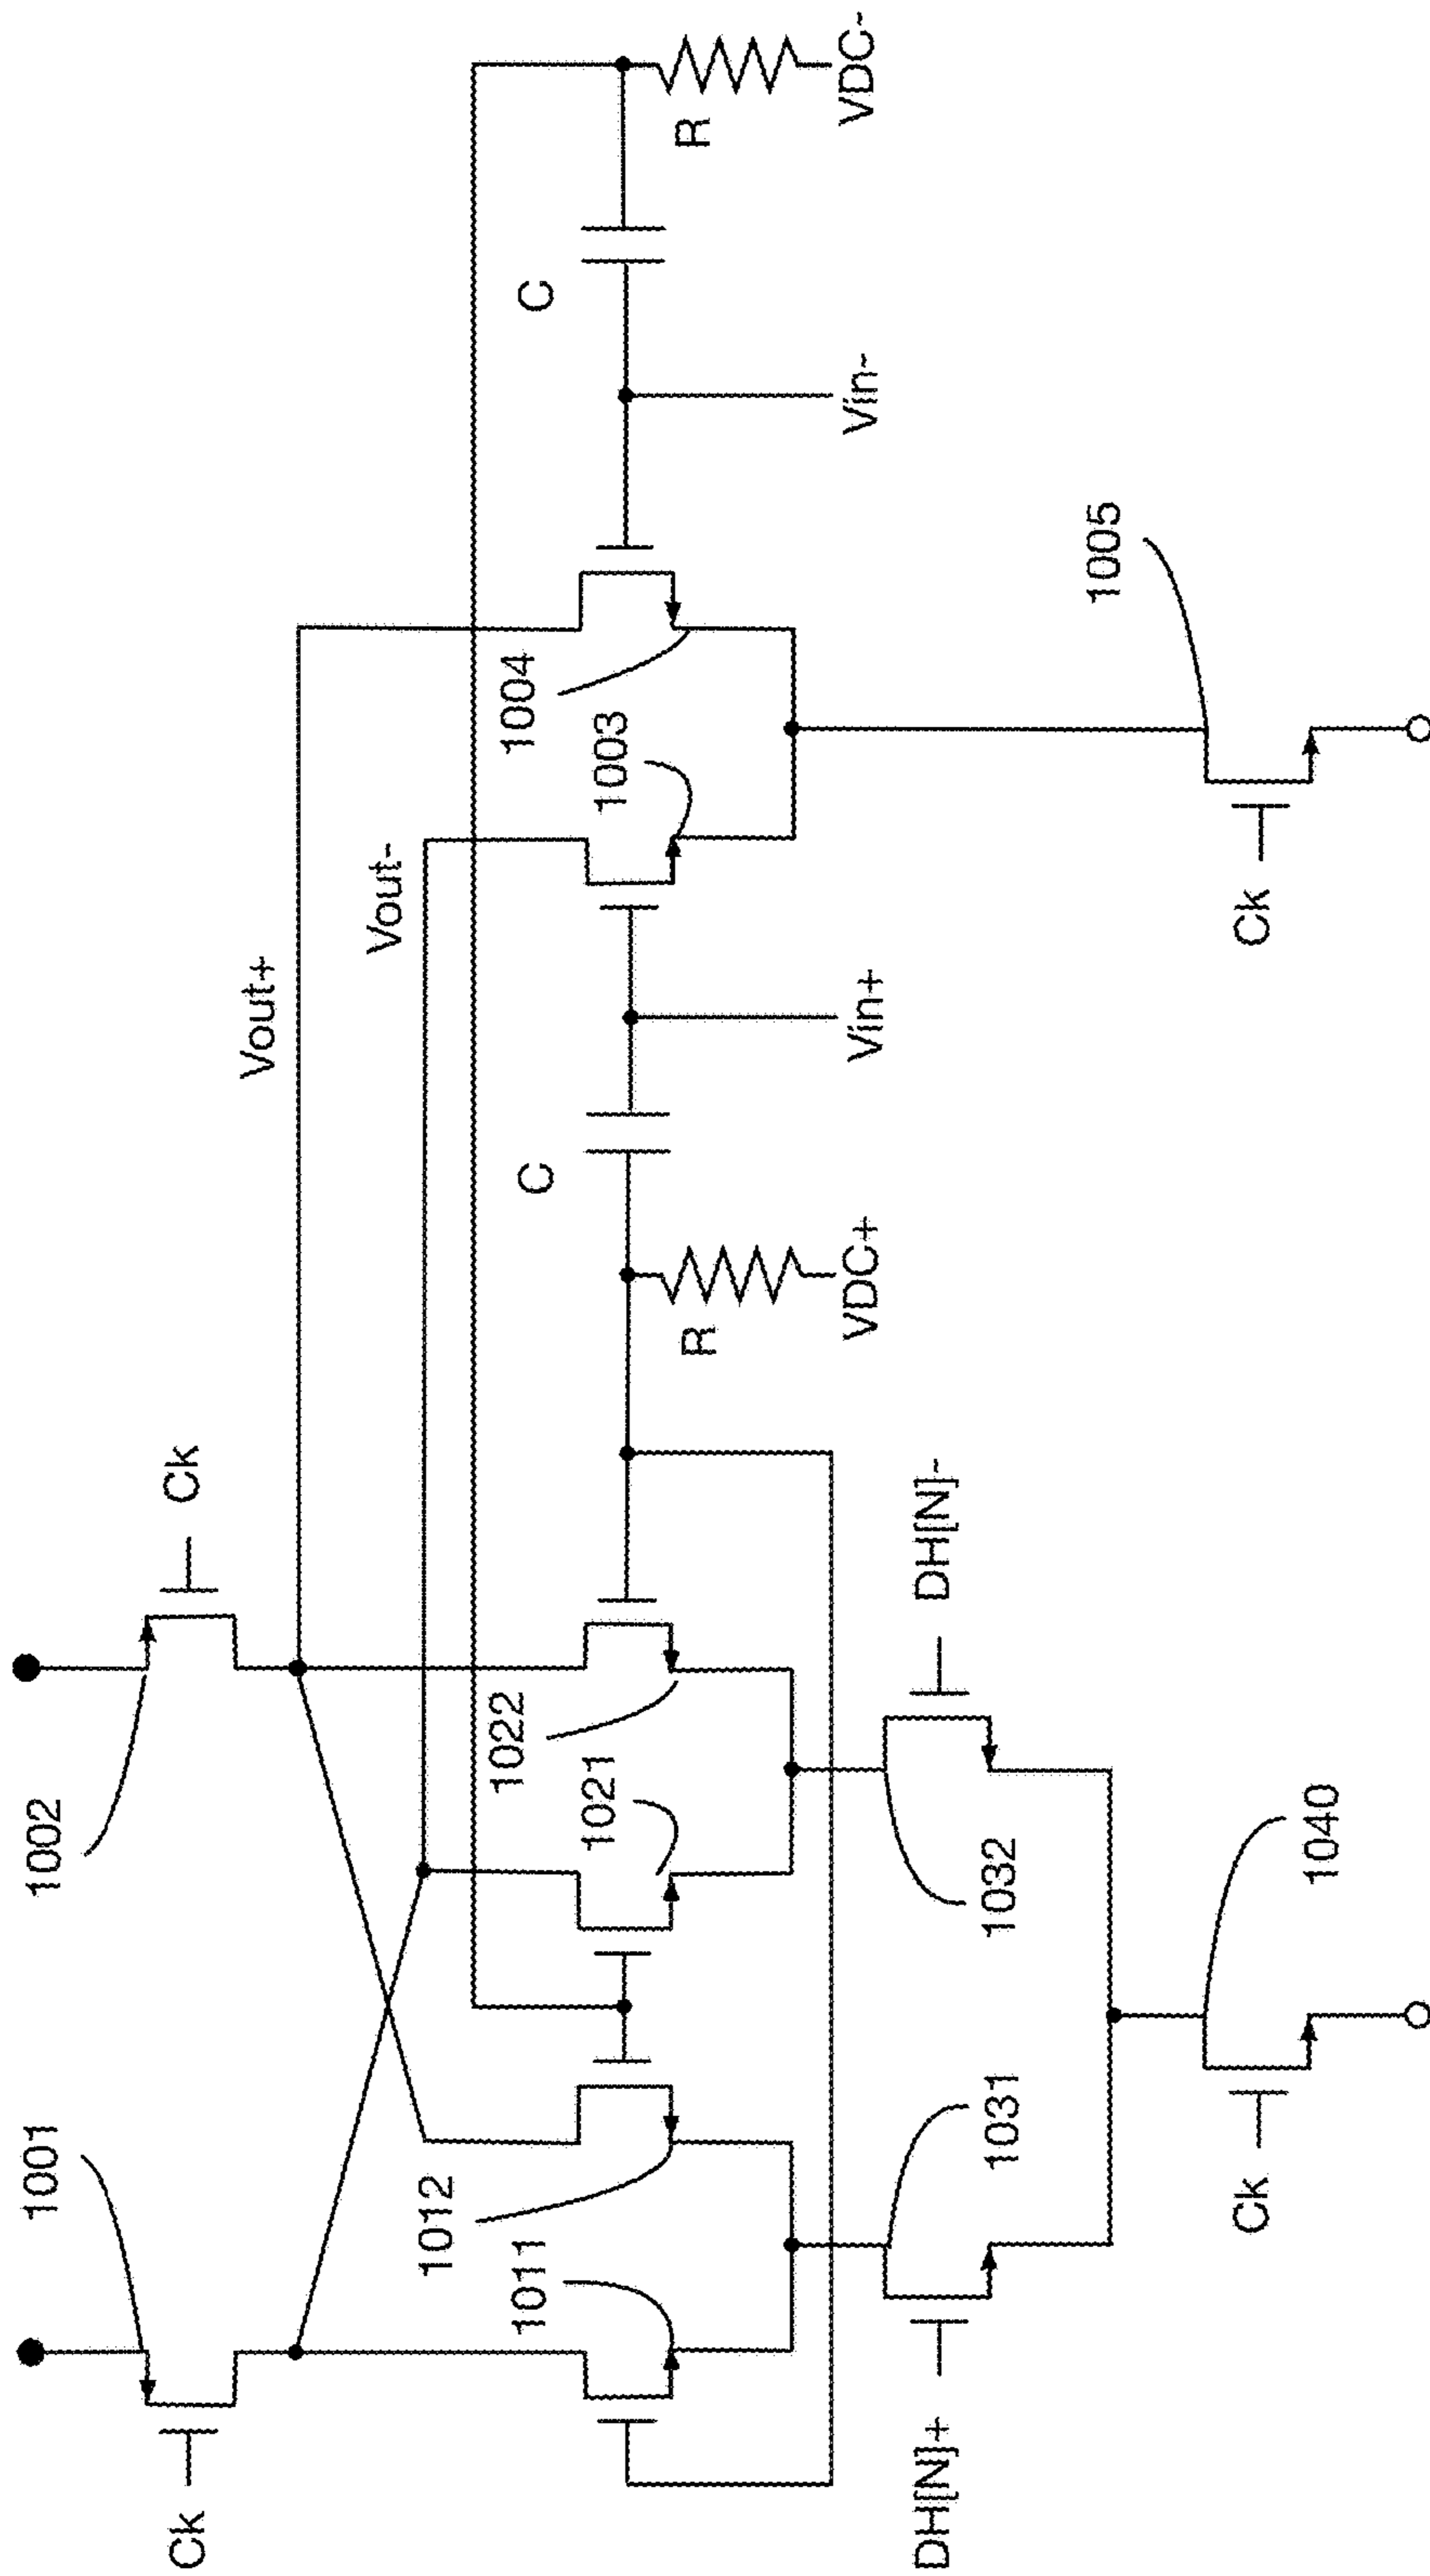 1001
1002
Ck
Ck
Vout+
Vout-
1012
1011
1022
1021
C
1003
1004
C
R
VDC+
Vin+
Vin-
R
VDC-
DH[N]+
1031
1032
DH[N]-
Ck
1040
Ck
1005